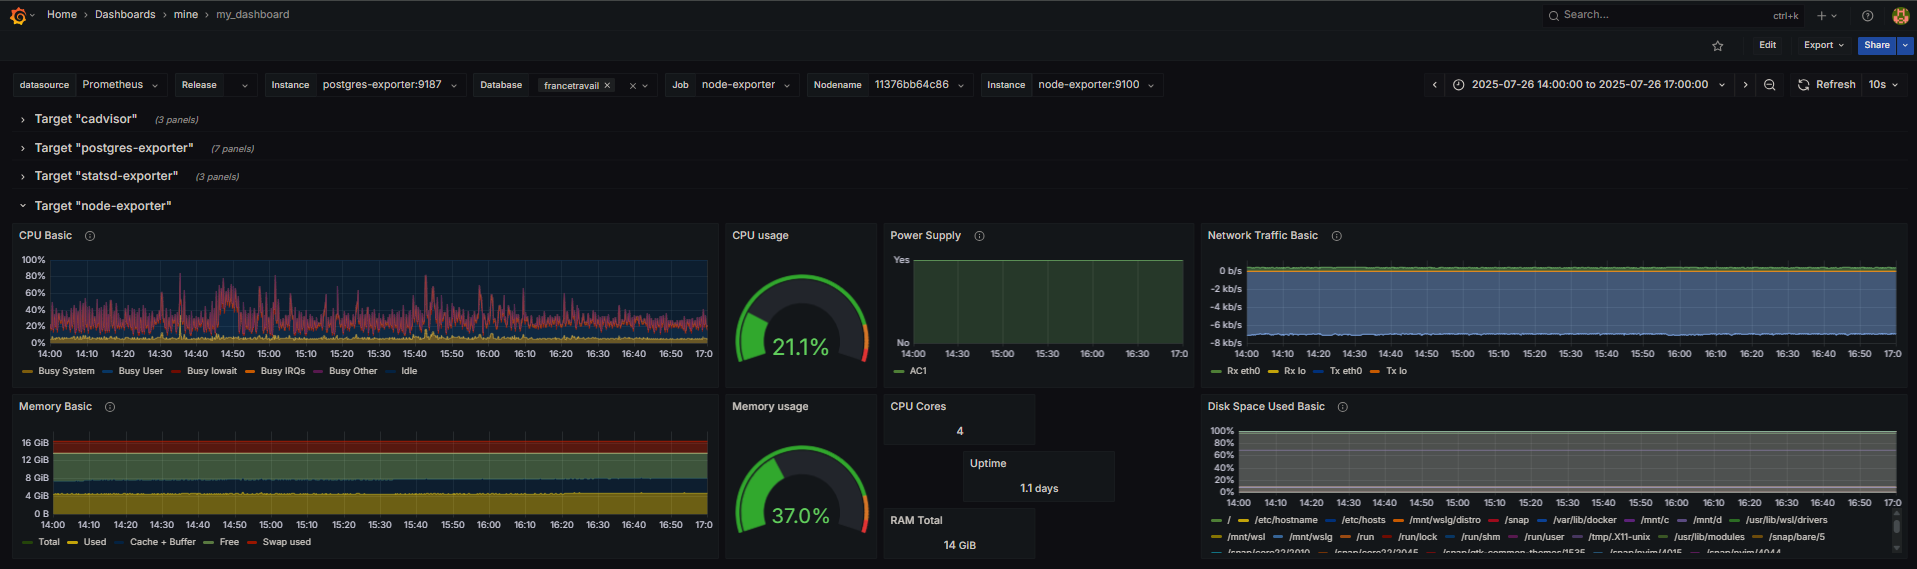 Home › Dashboards › mine › my_dashboard
Search... ctrl+k
Edit Export Share
datasource Prometheus Release Instance postgres-exporter:9187 Database francetravail Job node-exporter Nodename 11376bb64c86 Instance node-exporter:9100 2025-07-26 14:00:00 to 2025-07-26 17:00:00 Refresh 10s
Target "cadvisor" (3 panels)
Target "postgres-exporter" (7 panels)
Target "statsd-exporter" (3 panels)
Target "node-exporter"
CPU Basic
100%
80%
60%
40%
20%
0%
14:00 14:10 14:20 14:30 14:40 14:50 15:00 15:10 15:20 15:30 15:40 15:50 16:00 16:10 16:20 16:30 16:40 16:50 17:0
Busy System Busy User Busy Iowait Busy IRQs Busy Other Idle
CPU usage
21.1%
Power Supply
Yes
No
14:00 14:30 15:00 15:30 16:00 16:30 17:0
AC1
Network Traffic Basic
0 b/s
-2 kb/s
-4 kb/s
-6 kb/s
-8 kb/s
14:00 14:10 14:20 14:30 14:40 14:50 15:00 15:10 15:20 15:30 15:40 15:50 16:00 16:10 16:20 16:30 16:40 16:50 17:0
Rx eth0 Rx lo Tx eth0 Tx lo
Memory Basic
16 GiB
12 GiB
8 GiB
4 GiB
0 B
14:00 14:10 14:20 14:30 14:40 14:50 15:00 15:10 15:20 15:30 15:40 15:50 16:00 16:10 16:20 16:30 16:40 16:50 17:0
Total Used Cache + Buffer Free Swap used
Memory usage
37.0%
CPU Cores
4
Uptime
1.1 days
RAM Total
14 GiB
Disk Space Used Basic
100%
80%
60%
40%
20%
0%
14:00 14:10 14:20 14:30 14:40 14:50 15:00 15:10 15:20 15:30 15:40 15:50 16:00 16:10 16:20 16:30 16:40 16:50 17:0
/ /etc/hostname /etc/hosts /mnt/wslg/distro /snap /var/lib/docker /mnt/c /mnt/d /usr/lib/wsl/drivers
/mnt/wsl /mnt/wslg /run /run/lock /run/shm /run/user /tmp/.X11-unix /usr/lib/modules /snap/bare/5